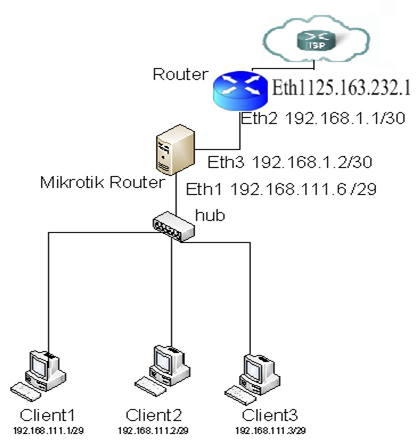 ISP
Router
Eth1125.163.232.1
Eth2 192.168.1.1/30
Eth3 192.168.1.2/30
Mikrotik Router
Eth1 192.168.111.6 /29
hub
Client1
192.168.111.1/29
Client2
192.168.111.2/29
Client3
192.168.111.3/29